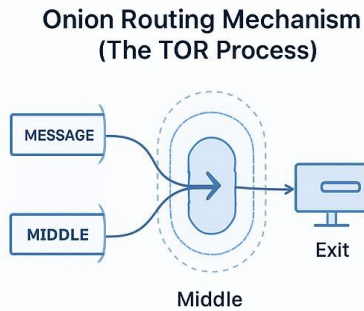 Onion Routing Mechanism
(The TOR Process)
MESSAGE
MIDDLE
Exit
Middle